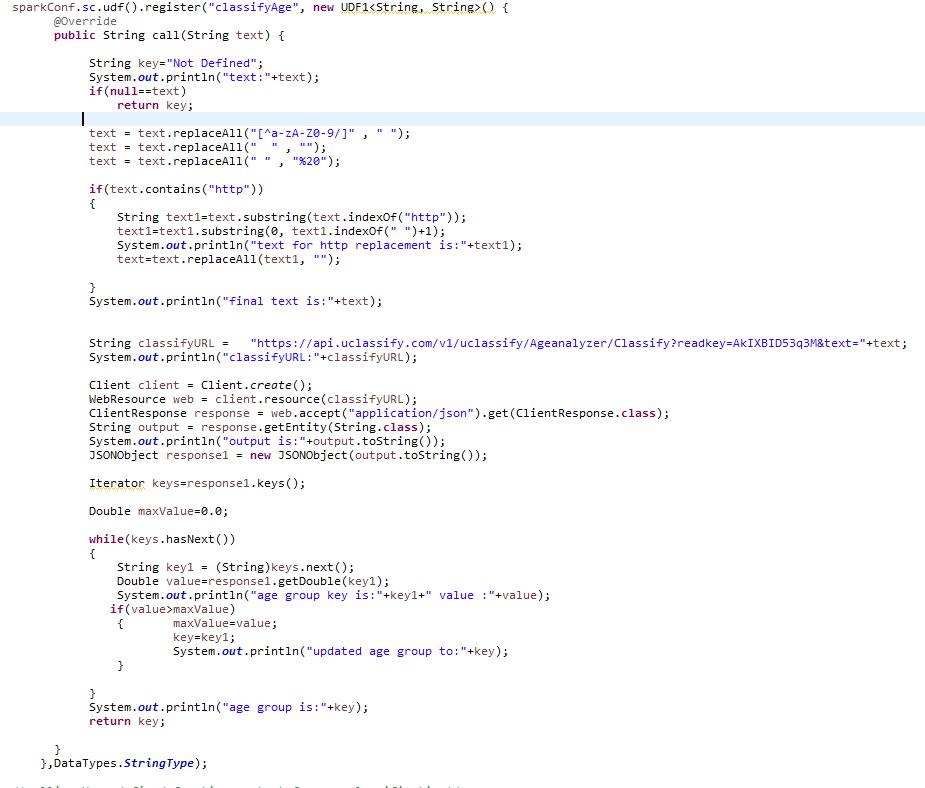 sparkConf.sc.udf().register("classifyAge", new UDF1<String, String>() {
@Override
public String call(String text) {
String key="Not Defined";
System.out.println("text:"+text);
if(null==text)
return key;
text = text.replaceAll("[^a-zA-Z0-9/]" , " ");
text = text.replaceAll("  " , "");
text = text.replaceAll(" " , "%20");
if(text.contains("http"))
{
String text1=text.substring(text.indexOf("http"));
text1=text1.substring(0, text1.indexOf(" ")+1);
System.out.println("text for http replacement is:"+text1);
text=text.replaceAll(text1, "");
}
System.out.println("final text is:"+text);
String classifyURL =   "https://api.uclassify.com/v1/uclassify/Ageanalyzer/Classify?readkey=AkIXBID53q3M&text="+text;
System.out.println("classifyURL:"+classifyURL);
Client client = Client.create();
WebResource web = client.resource(classifyURL);
ClientResponse response = web.accept("application/json").get(ClientResponse.class);
String output = response.getEntity(String.class);
System.out.println("output is:"+output.toString());
JSONObject response1 = new JSONObject(output.toString());
Iterator keys=response1.keys();
Double maxValue=0.0;
while(keys.hasNext())
{
String key1 = (String)keys.next();
Double value=response1.getDouble(key1);
System.out.println("age group key is:"+key1+" value :"+value);
if(value>maxValue)
{ maxValue=value;
key=key1;
System.out.println("updated age group to:"+key);
}
}
System.out.println("age group is:"+key);
return key;
}
},DataTypes.StringType);